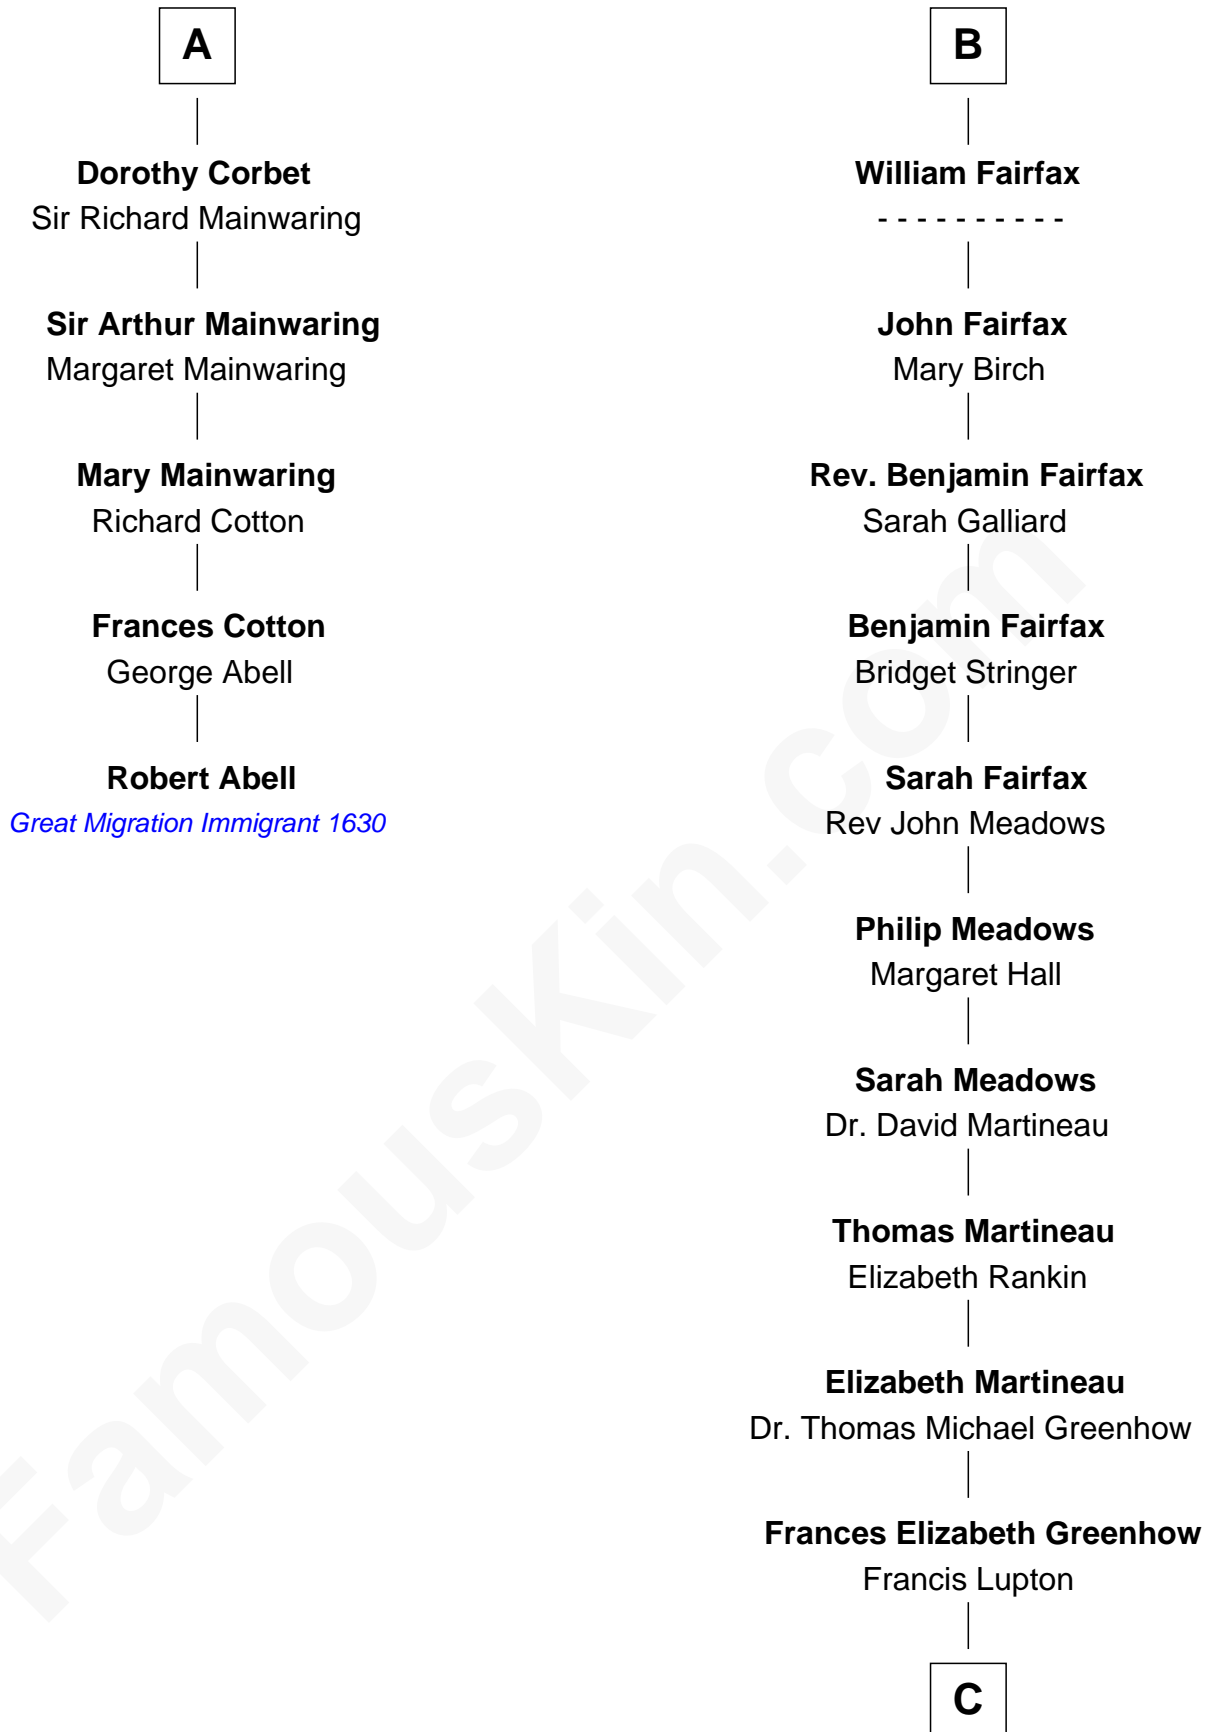 A
Dorothy Corbet
Sir Richard Mainwaring
Sir Arthur Mainwaring
Margaret Mainwaring
Mary Mainwaring
Richard Cotton
Frances Cotton
George Abell
Robert Abell
Great Migration Immigrant 1630
B
William Fairfax
- - - - - - - - - -
John Fairfax
Mary Birch
Rev. Benjamin Fairfax
Sarah Galliard
Benjamin Fairfax
Bridget Stringer
Sarah Fairfax
Rev John Meadows
Philip Meadows
Margaret Hall
Sarah Meadows
Dr. David Martineau
Thomas Martineau
Elizabeth Rankin
Elizabeth Martineau
Dr. Thomas Michael Greenhow
Frances Elizabeth Greenhow
Francis Lupton
C
FamousKin.com